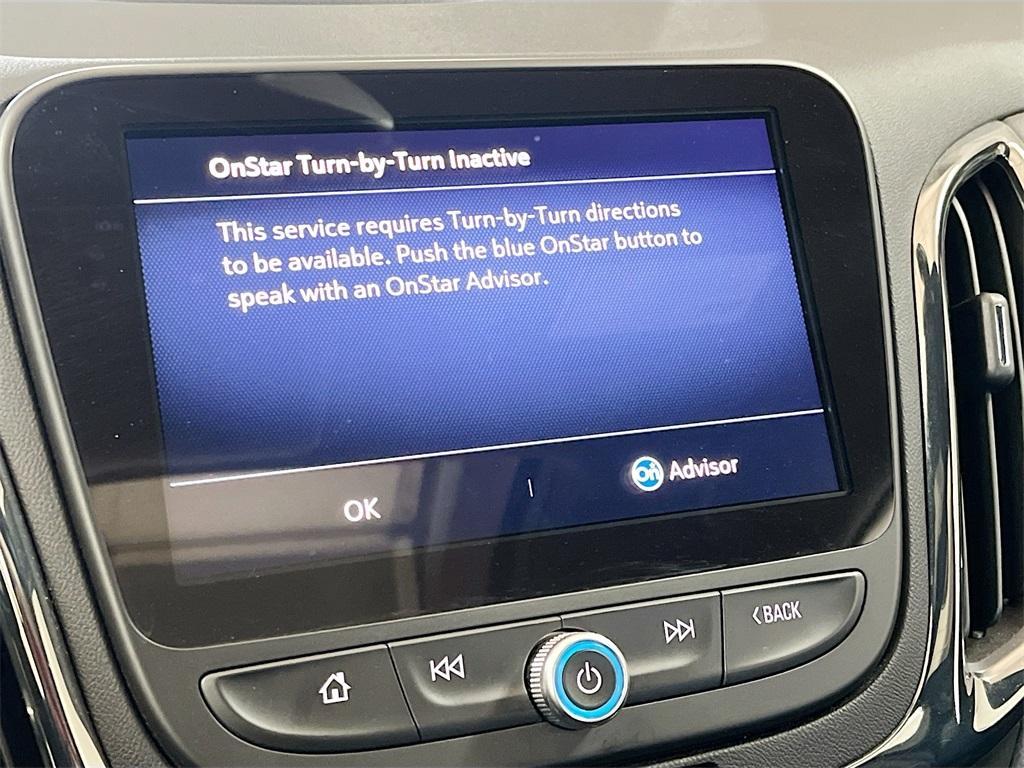 OnStar Turn-by-Turn Inactive
This service requires Turn-by-Turn directions
to be available. Push the blue OnStar button to
speak with an OnStar Advisor.
OK
On Advisor
BACK